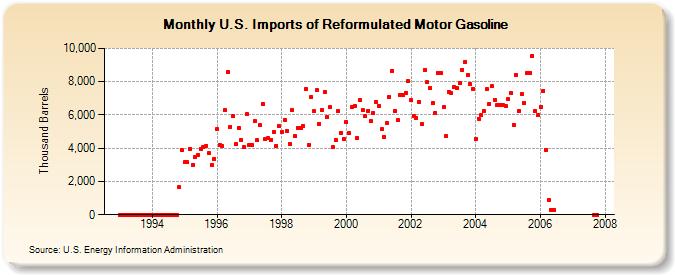 Monthly U.S. Imports of Reformulated Motor Gasoline
Thousand Barrels
10,000
8,000
6,000
4,000
2,000
0
1994 1996 1998 2000 2002 2004 2006 2008
Source: U.S. Energy Information Administration